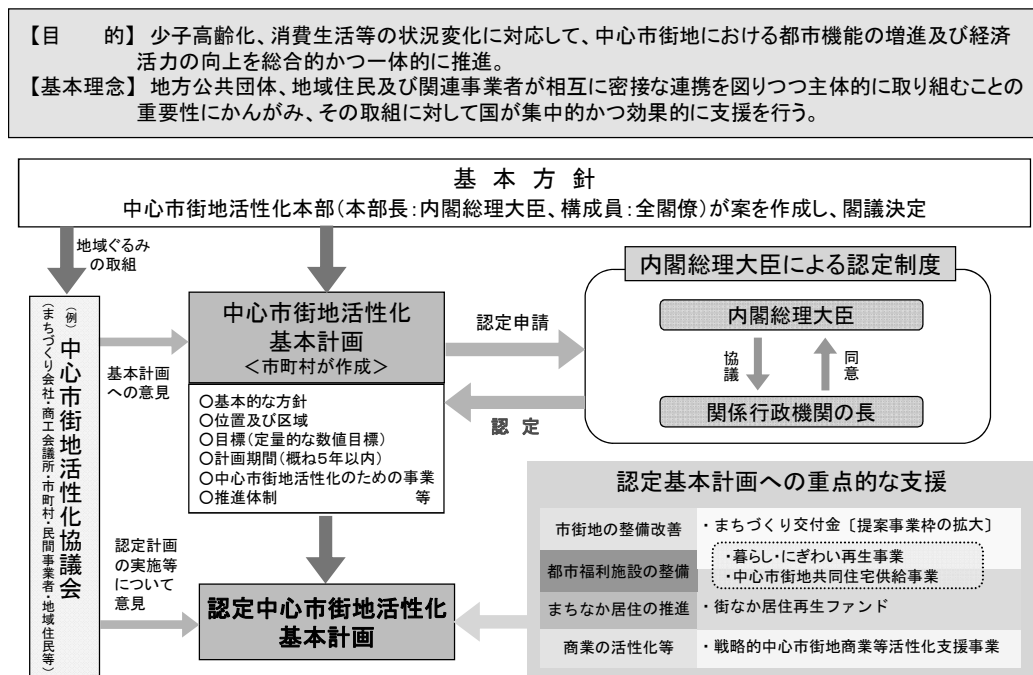 【目　　的】 少子高齢化、消費生活等の状況変化に対応して、中心市街地における都市機能の増進及び経済
活力の向上を総合的かつ一体的に推進。
【基本理念】 地方公共団体、地域住民及び関連事業者が相互に密接な連携を図りつつ主体的に取り組むことの
重要性にかんがみ、その取組に対して国が集中的かつ効果的に支援を行う。
基 本 方 針
中心市街地活性化本部（本部長：内閣総理大臣、構成員：全閣僚）が案を作成し、閣議決定
地域ぐるみ
の取組
中心市街地活性化協議会
（例）
（まちづくり会社・商工会議所・市町村・民間事業者・地域住民等）
基本計画
への意見
認定計画
の実施等
について
意見
中心市街地活性化
基本計画
＜市町村が作成＞
○基本的な方針
○位置及び区域
○目標（定量的な数値目標）
○計画期間（概ね５年以内）
○中心市街地活性化のための事業
○推進体制　　　　　　等
認定中心市街地活性化
基本計画
認定申請
認 定
内閣総理大臣による認定制度
内閣総理大臣
協議
同意
関係行政機関の長
認定基本計画への重点的な支援
市街地の整備改善
・まちづくり交付金〔提案事業枠の拡大〕
・暮らし・にぎわい再生事業
都市福利施設の整備
・中心市街地共同住宅供給事業
まちなか居住の推進
・街なか居住再生ファンド
商業の活性化等
・戦略的中心市街地商業等活性化支援事業